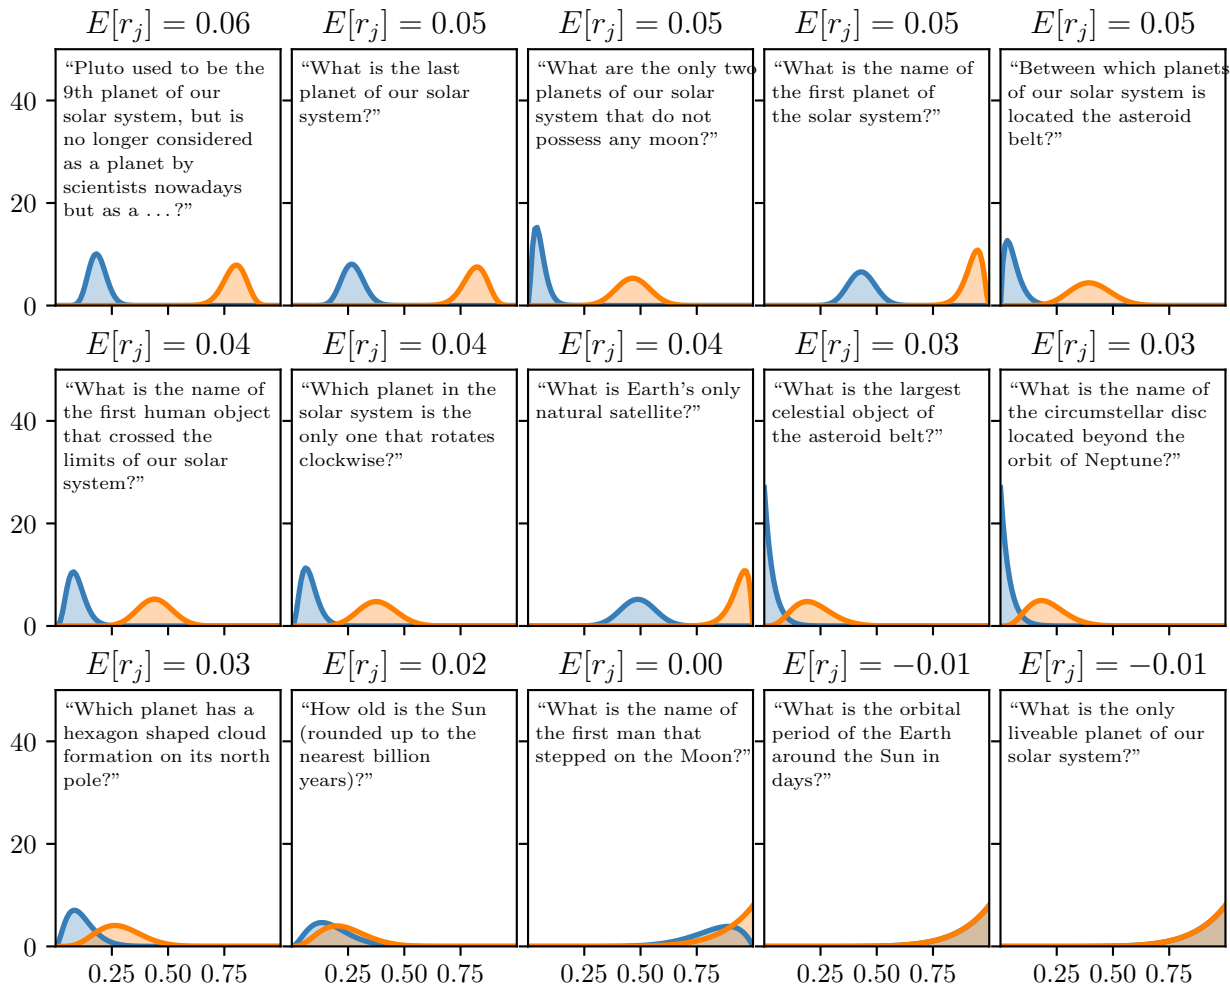 E[r_j] = 0.06
E[r_j] = 0.05
E[r_j] = 0.05
E[r_j] = 0.05
E[r_j] = 0.05
“Pluto used to be the
9th planet of our
solar system, but is
no longer considered
as a planet by
scientists nowadays
but as a . . . ?”
“What is the last
planet of our solar
system?”
“What are the only two
planets of our solar
system that do not
possess any moon?”
“What is the name of
the first planet of
the solar system?”
“Between which planets
of our solar system is
located the asteroid
belt?”
40
20
0
E[r_j] = 0.04
E[r_j] = 0.04
E[r_j] = 0.04
E[r_j] = 0.03
E[r_j] = 0.03
“What is the name of
the first human object
that crossed the
limits of our solar
system?”
“Which planet in the
solar system is the
only one that rotates
clockwise?”
“What is Earth’s only
natural satellite?”
“What is the largest
celestial object of
the asteroid belt?”
“What is the name of
the circumstellar disc
located beyond the
orbit of Neptune?”
40
20
0
E[r_j] = 0.03
E[r_j] = 0.02
E[r_j] = 0.00
E[r_j] = −0.01
E[r_j] = −0.01
“Which planet has a
hexagon shaped cloud
formation on its north
pole?”
“How old is the Sun
(rounded up to the
nearest billion
years)?”
“What is the name of
the first man that
stepped on the Moon?”
“What is the orbital
period of the Earth
around the Sun in
days?”
“What is the only
liveable planet of our
solar system?”
40
20
0
0.25 0.50 0.75
0.25 0.50 0.75
0.25 0.50 0.75
0.25 0.50 0.75
0.25 0.50 0.75